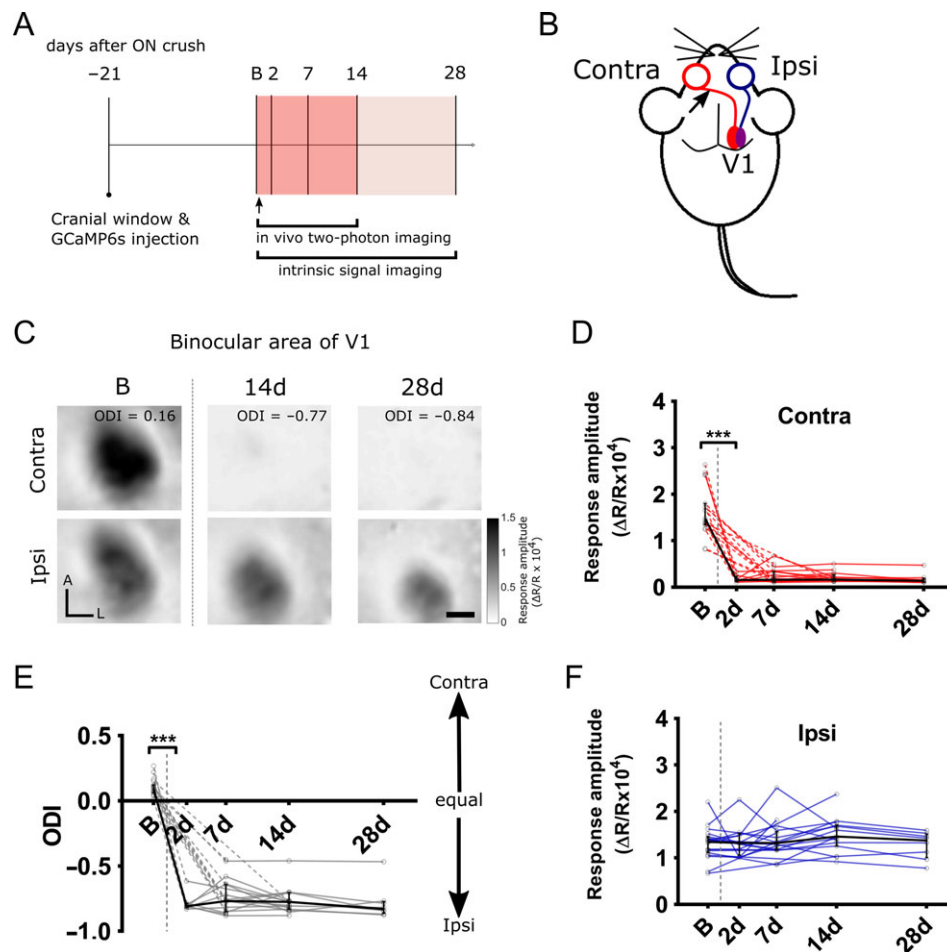 A
days after ON crush
–21
B 2 7 14 28
Cranial window &
GCaMP6s injection
in vivo two-photon imaging
intrinsic signal imaging
B
Contra
Ipsi
V1
C
Binocular area of V1
B
14d
28d
Contra
ODI = 0.16
ODI = –0.77
ODI = –0.84
Ipsi
A
L
1.5
1
0.5
0
Response amplitude
(ΔR/R x 10⁴)
D
Contra
***
Response amplitude
(ΔR/Rx10⁴)
4
3
2
1
0
B 2d 7d 14d 28d
E
***
ODI
0.5
0.0
−0.5
−1.0
B 2d 7d 14d 28d
Contra
equal
Ipsi
F
Ipsi
Response amplitude
(ΔR/Rx10⁴)
4
3
2
1
0
B 2d 7d 14d 28d